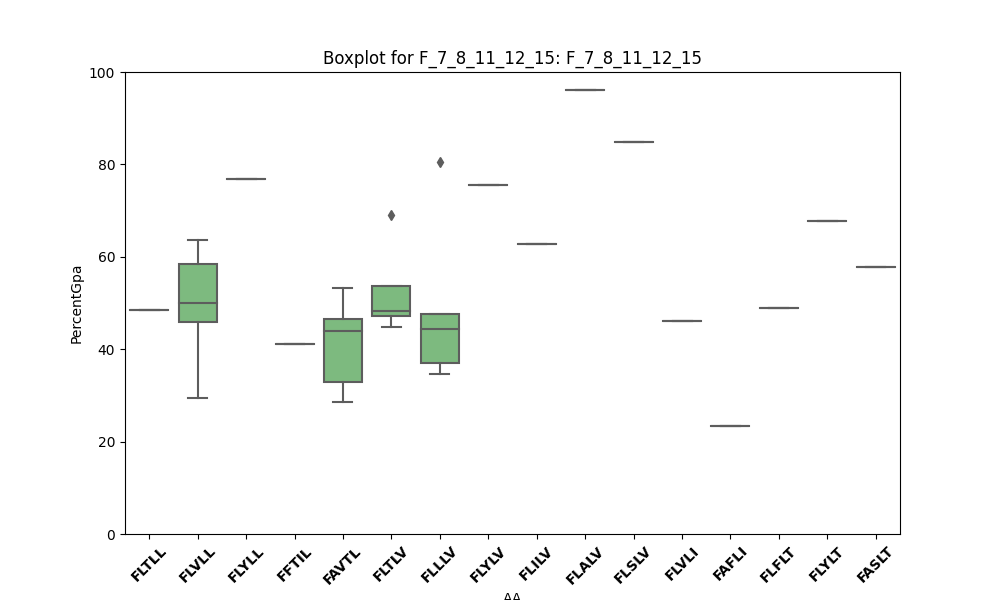 Boxplot for F_7_8_11_12_15: F_7_8_11_12_15
100
80
60
40
20
0
PercentGpa
FLTLL
FLVLL
FLYLL
FFTIL
FAVTL
FLTLV
FLLLV
FLYLV
FLILV
FLALV
FLSLV
FLVLI
FAFLI
FLFLT
FLYLT
FASLT
AA